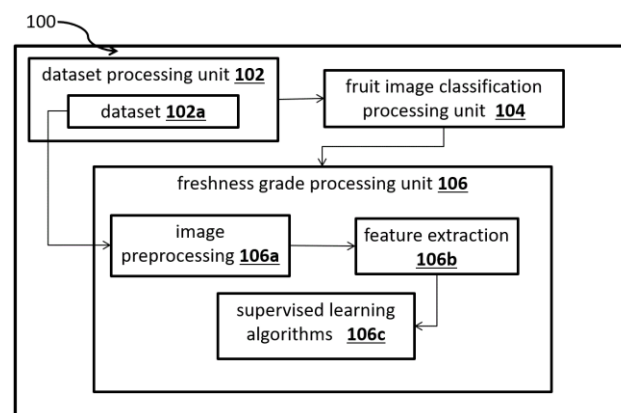 100
dataset processing unit 102
dataset 102a
fruit image classification
processing unit 104
freshness grade processing unit 106
image
preprocessing 106a
feature extraction
106b
supervised learning
algorithms 106c